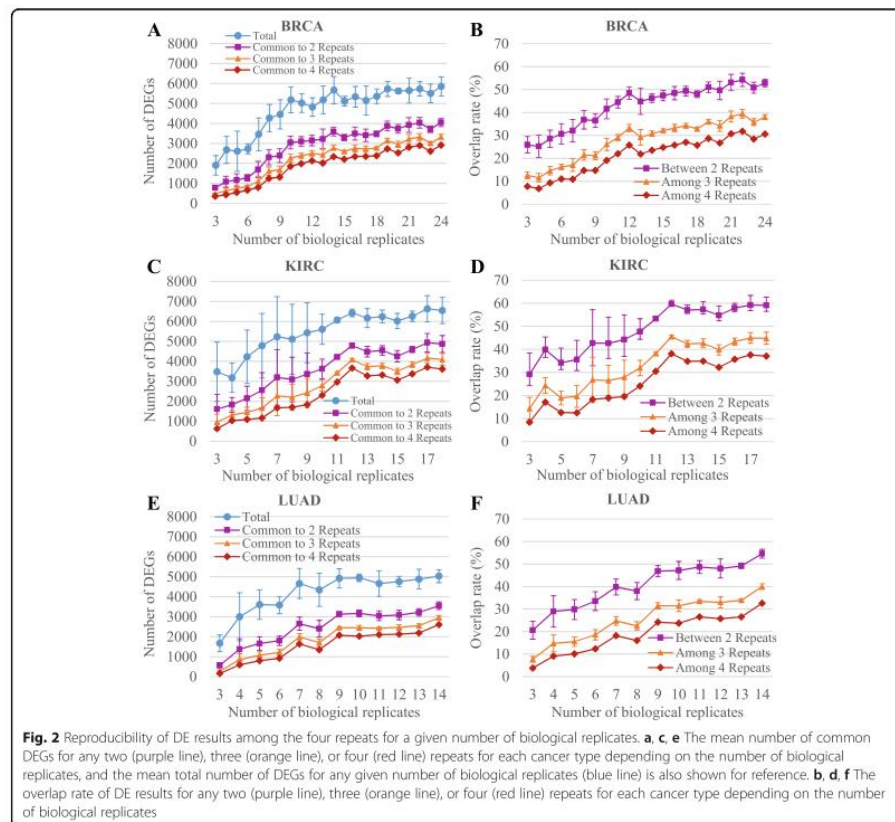 A
BRCA
Total
Common to 2 Repeats
Common to 3 Repeats
Common to 4 Repeats
Number of DEGs
8000
7000
6000
5000
4000
3000
2000
1000
0
3 6 9 12 15 18 21 24
Number of biological replicates
B
BRCA
Overlap rate (%)
80
70
60
50
40
30
20
10
0
Between 2 Repeats
Among 3 Repeats
Among 4 Repeats
3 6 9 12 15 18 21 24
Number of biological replicates
C
KIRC
Number of DEGs
8000
7000
6000
5000
4000
3000
2000
1000
0
Total
Common to 2 Repeats
Common to 3 Repeats
Common to 4 Repeats
3 5 7 9 11 13 15 17
Number of biological replicates
D
KIRC
Overlap rate (%)
70
60
50
40
30
20
10
0
Between 2 Repeats
Among 3 Repeats
Among 4 Repeats
3 5 7 9 11 13 15 17
Number of biological replicates
E
LUAD
Total
Common to 2 Repeats
Common to 3 Repeats
Common to 4 Repeats
Number of DEGs
8000
7000
6000
5000
4000
3000
2000
1000
0
3 4 5 6 7 8 9 10 11 12 13 14
Number of biological replicates
F
LUAD
Overlap rate (%)
70
60
50
40
30
20
10
0
Between 2 Repeats
Among 3 Repeats
Among 4 Repeats
3 4 5 6 7 8 9 10 11 12 13 14
Number of biological replicates
Fig. 2 Reproducibility of DE results among the four repeats for a given number of biological replicates. a, c, e The mean number of common
DEGs for any two (purple line), three (orange line), or four (red line) repeats for each cancer type depending on the number of biological
replicates, and the mean total number of DEGs for any given number of biological replicates (blue line) is also shown for reference. b, d, f The
overlap rate of DE results for any two (purple line), three (orange line), or four (red line) repeats for each cancer type depending on the number
of biological replicates